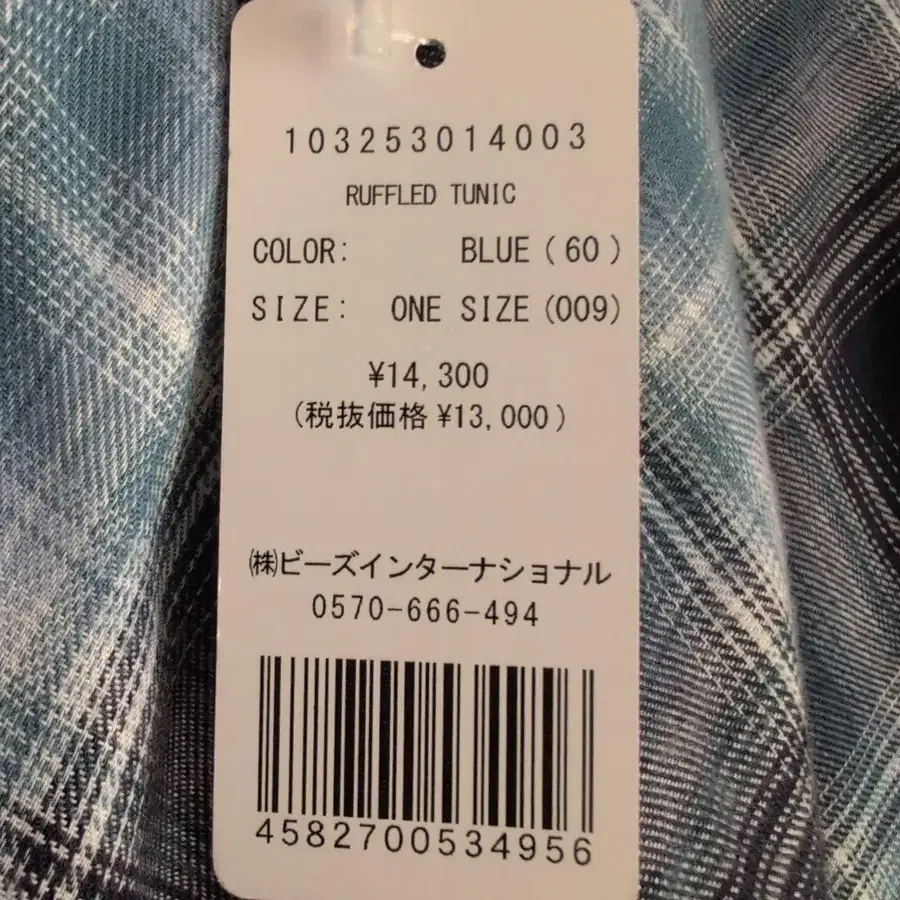 103253014003
RUFFLED TUNIC
COLOR: BLUE(60)
SIZE: ONE SIZE(009)
¥14,300
(税抜価格¥13,000)
㈱ビーズインターナショナル
0570-666-494
4582700534956